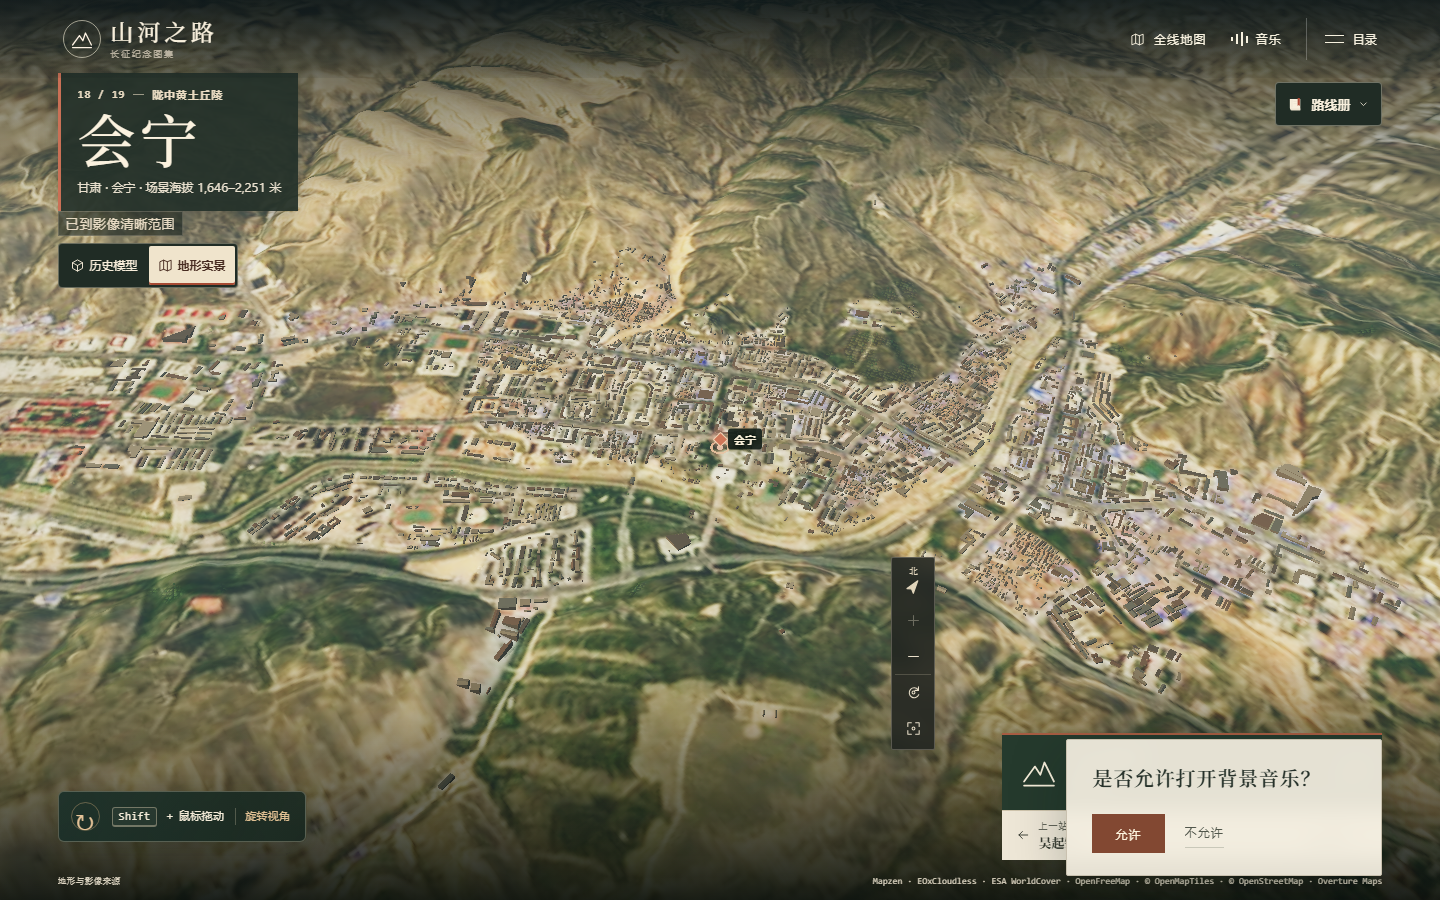 山河之路
长征纪念图集
全线地图
音乐
目录
18 / 19 — 陇中黄土丘陵
会宁
甘肃 · 会宁 · 场景海拔 1,646–2,251 米
已到影像清晰范围
历史模型
地形实景
路线册
会宁
北
Shift + 鼠标拖动 旋转视角
上一站
吴起
是否允许打开背景音乐？
允许
不允许
地形与影像来源
Mapzen · EOxCloudless · ESA WorldCover · OpenFreeMap · © OpenMapTiles · © OpenStreetMap · Overture Maps